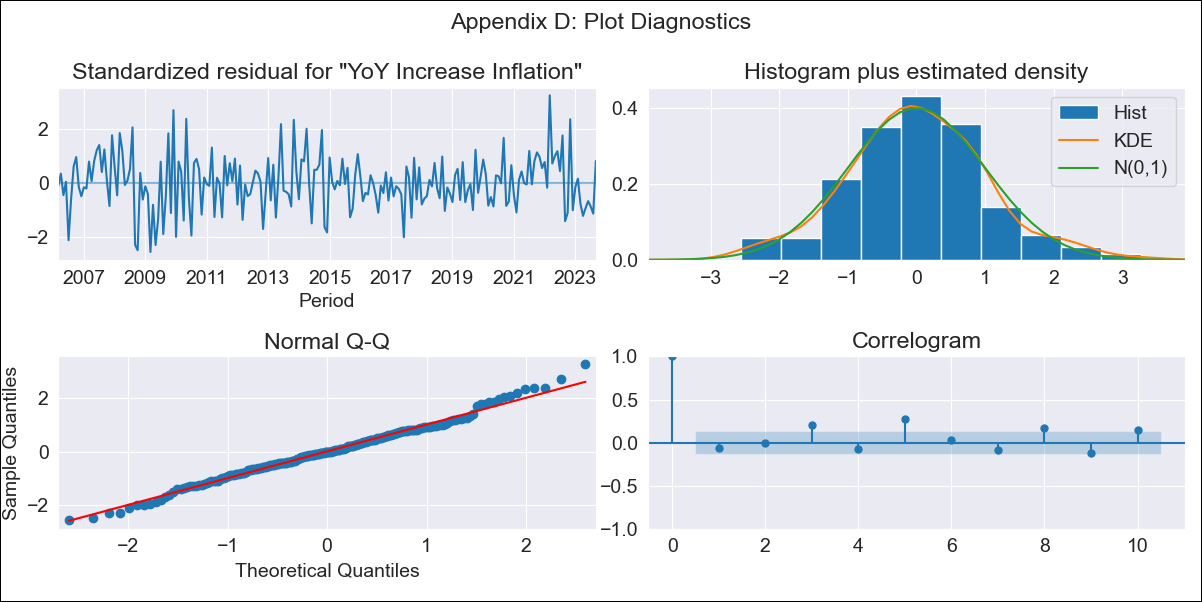 Appendix D: Plot Diagnostics
Standardized residual for "YoY Increase Inflation"
2
0
−2
2007 2009 2011 2013 2015 2017 2019 2021 2023
Period
Histogram plus estimated density
0.4
0.2
0.0
Hist
KDE
N(0,1)
−3 −2 −1 0 1 2 3
Normal Q-Q
Sample Quantiles
2
0
−2
−2 −1 0 1 2
Theoretical Quantiles
Correlogram
1.0
0.5
0.0
−0.5
−1.0
0 2 4 6 8 10